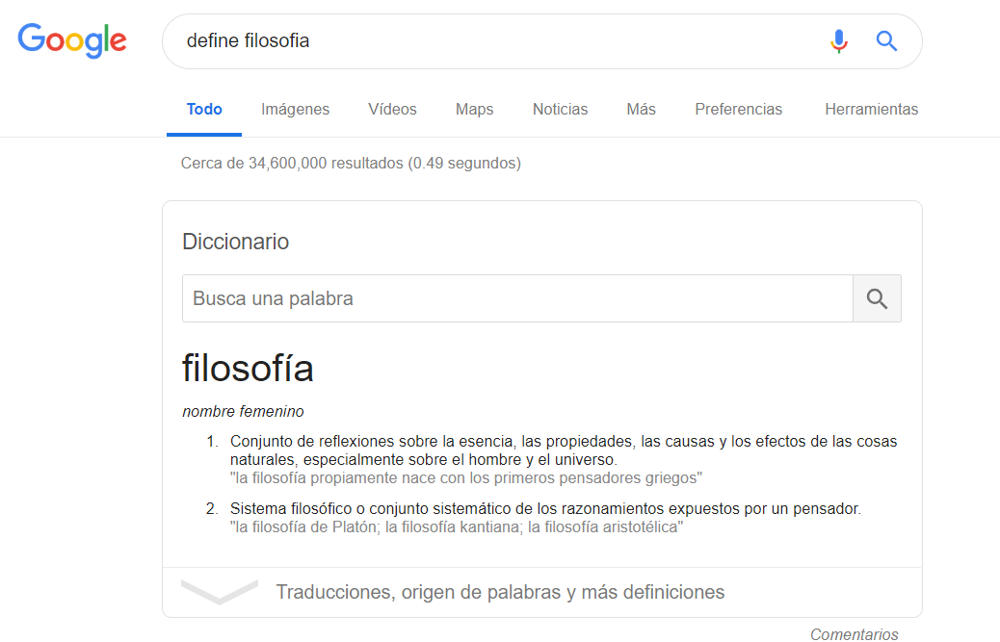 Google
define filosofia
Todo Imágenes Vídeos Maps Noticias Más Preferencias Herramientas
Cerca de 34,600,000 resultados (0.49 segundos)
Diccionario
Busca una palabra
filosofía
nombre femenino
1. Conjunto de reflexiones sobre la esencia, las propiedades, las causas y los efectos de las cosas
naturales, especialmente sobre el hombre y el universo.
"la filosofía propiamente nace con los primeros pensadores griegos"
2. Sistema filosófico o conjunto sistemático de los razonamientos expuestos por un pensador.
"la filosofía de Platón; la filosofía kantiana; la filosofía aristotélica"
Traducciones, origen de palabras y más definiciones
Comentarios